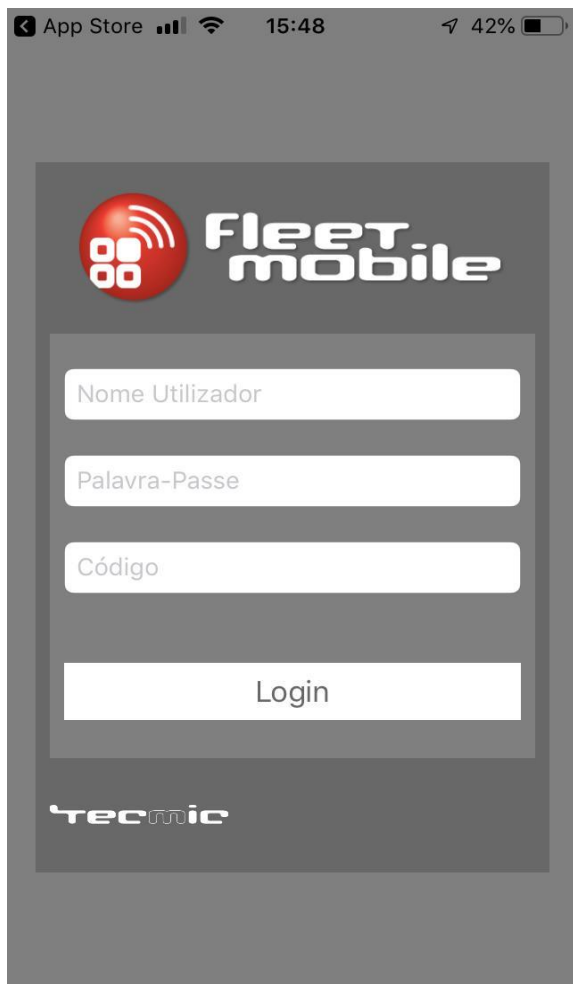 App Store 15:48 42%
Fleet
mobile
Nome Utilizador
Palavra-Passe
Código
Login
Tecmic